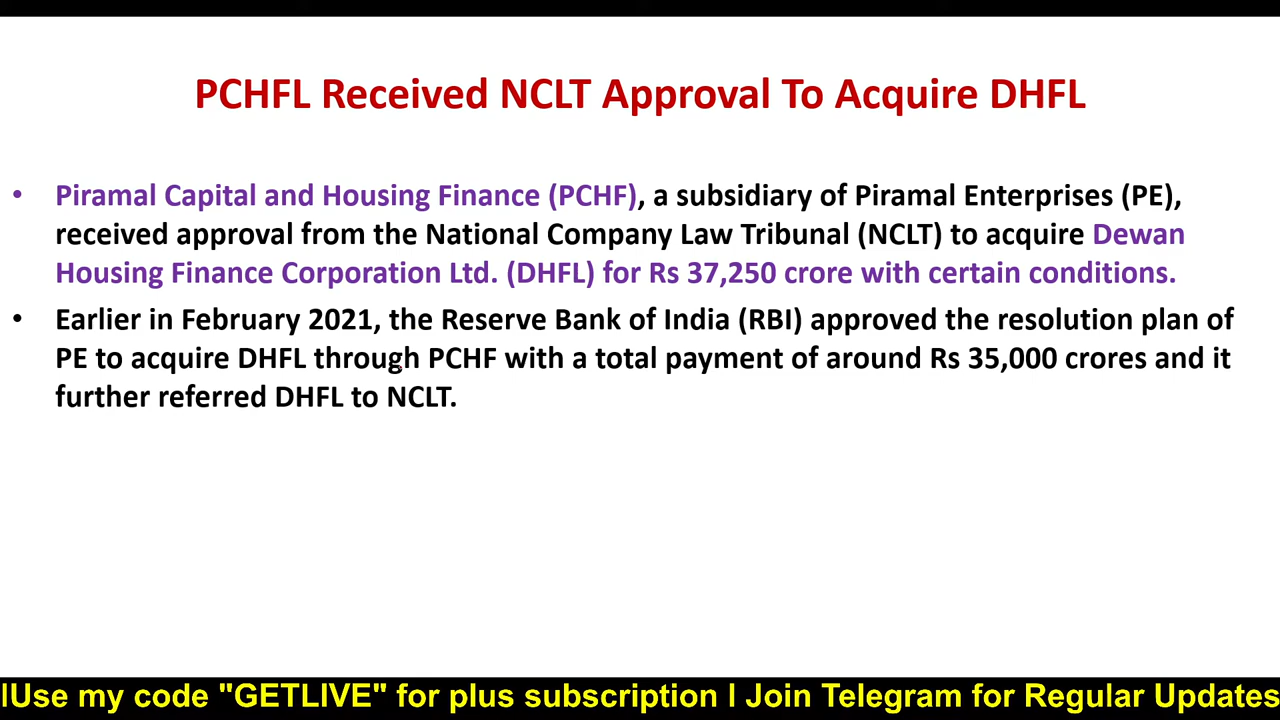 PCHFL Received NCLT Approval To Acquire DHFL
• Piramal Capital and Housing Finance (PCHF), a subsidiary of Piramal Enterprises (PE),
received approval from the National Company Law Tribunal (NCLT) to acquire Dewan
Housing Finance Corporation Ltd. (DHFL) for Rs 37,250 crore with certain conditions.
• Earlier in February 2021, the Reserve Bank of India (RBI) approved the resolution plan of
PE to acquire DHFL through PCHF with a total payment of around Rs 35,000 crores and it
further referred DHFL to NCLT.
lUse my code "GETLIVE" for plus subscription l Join Telegram for Regular Updates